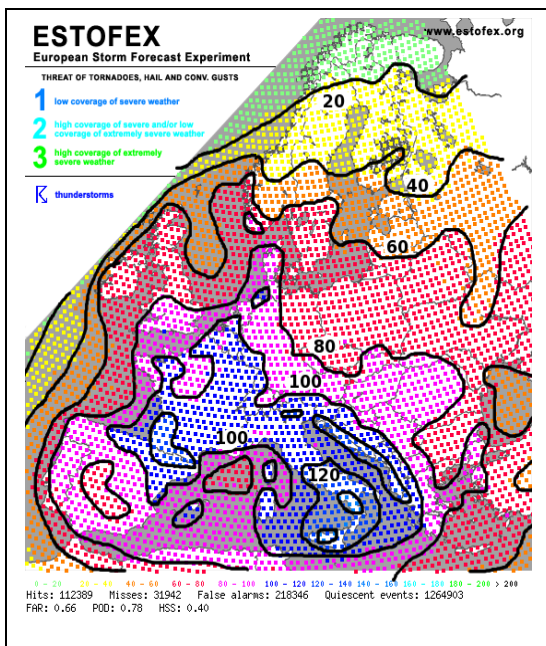 ESTOFEX
www.estofex.org
European Storm Forecast Experiment
THREAT OF TORNADOES, HAIL AND CONV. GUSTS
1 low coverage of severe weather
2 high coverage of severe and/or low
coverage of extremely severe weather
3 high coverage of extremely
severe weather
thunderstorms
20
40
60
80
100
100
120
0 - 20 20 - 40 40 - 60 60 - 80 80 - 100 100 - 120 120 - 140 140 - 160 160 - 180 180 - 200 > 200
Hits: 112389 Misses: 31942 False alarms: 218346 Quiescent events: 1264903
FAR: 0.66 POD: 0.78 HSS: 0.40